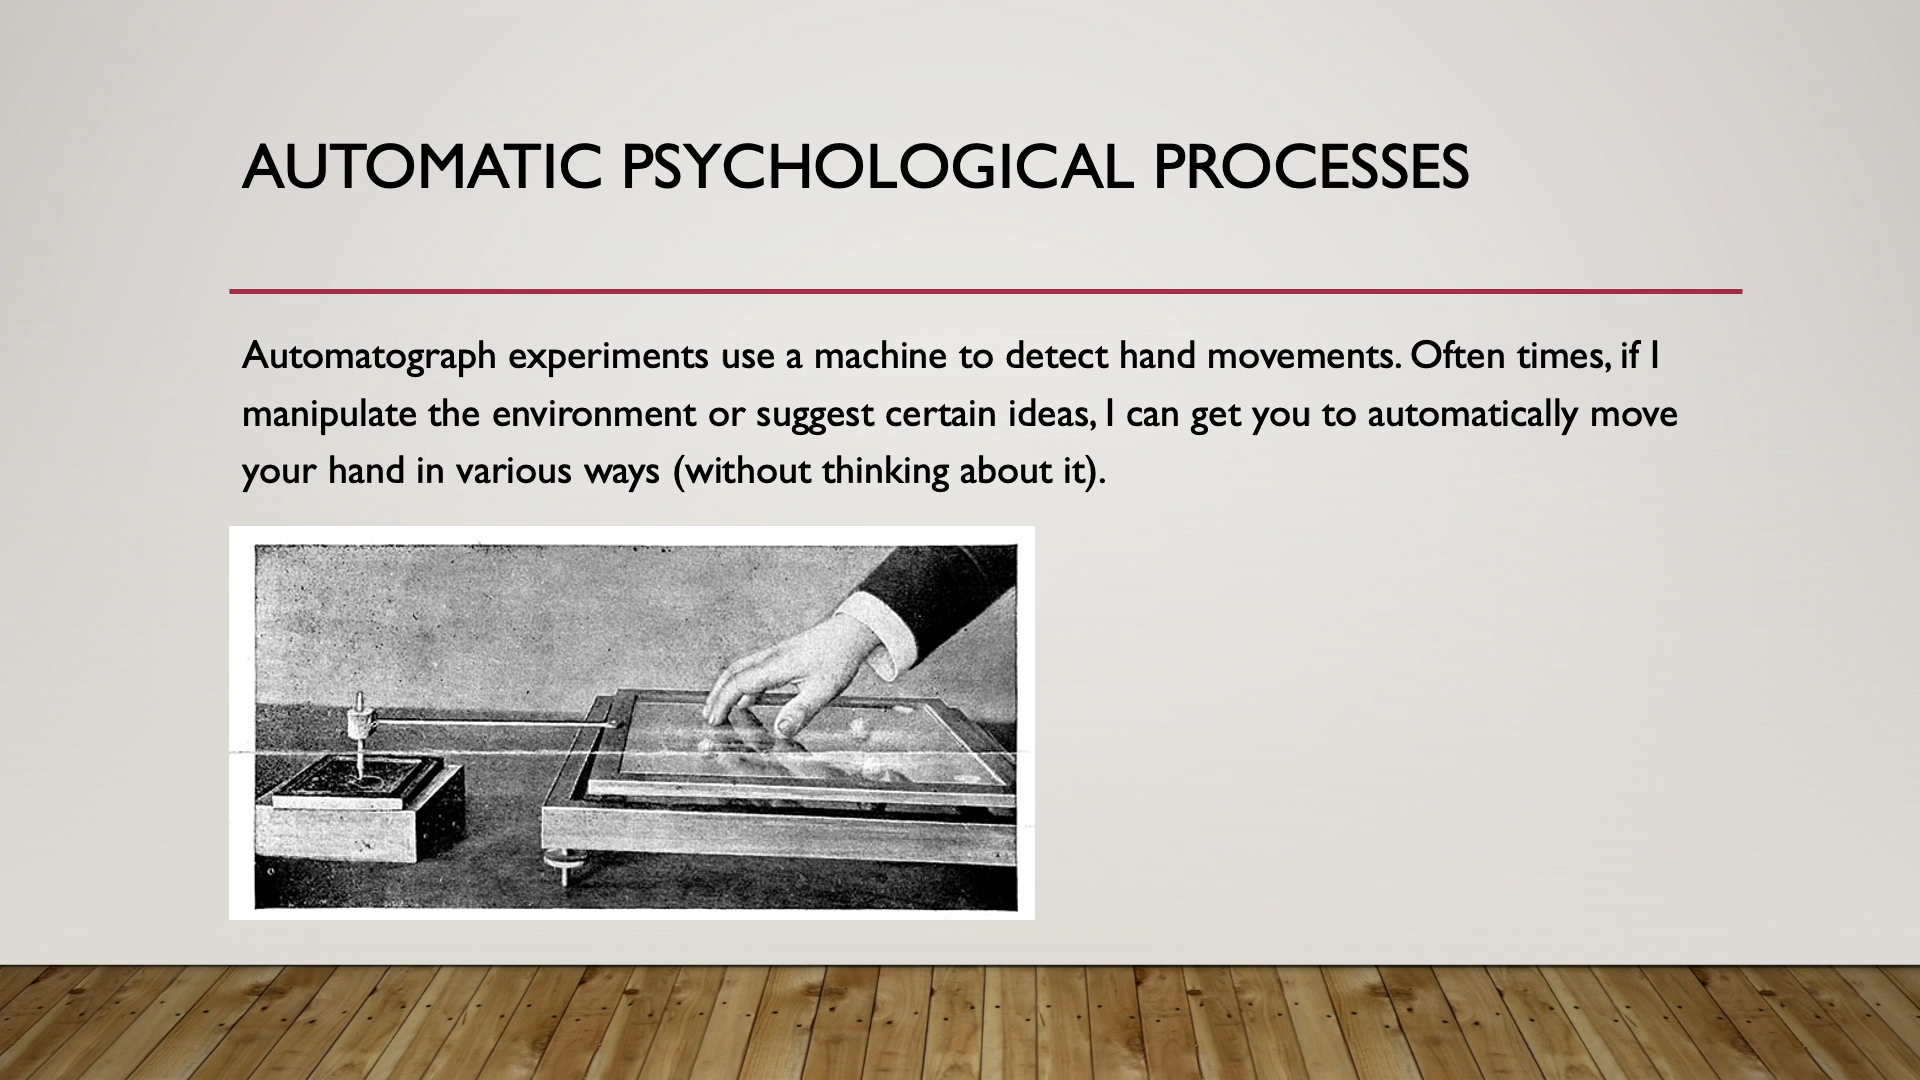 AUTOMATIC PSYCHOLOGICAL PROCESSES
Automatograph experiments use a machine to detect hand movements. Often times, if I
manipulate the environment or suggest certain ideas, I can get you to automatically move
your hand in various ways (without thinking about it).